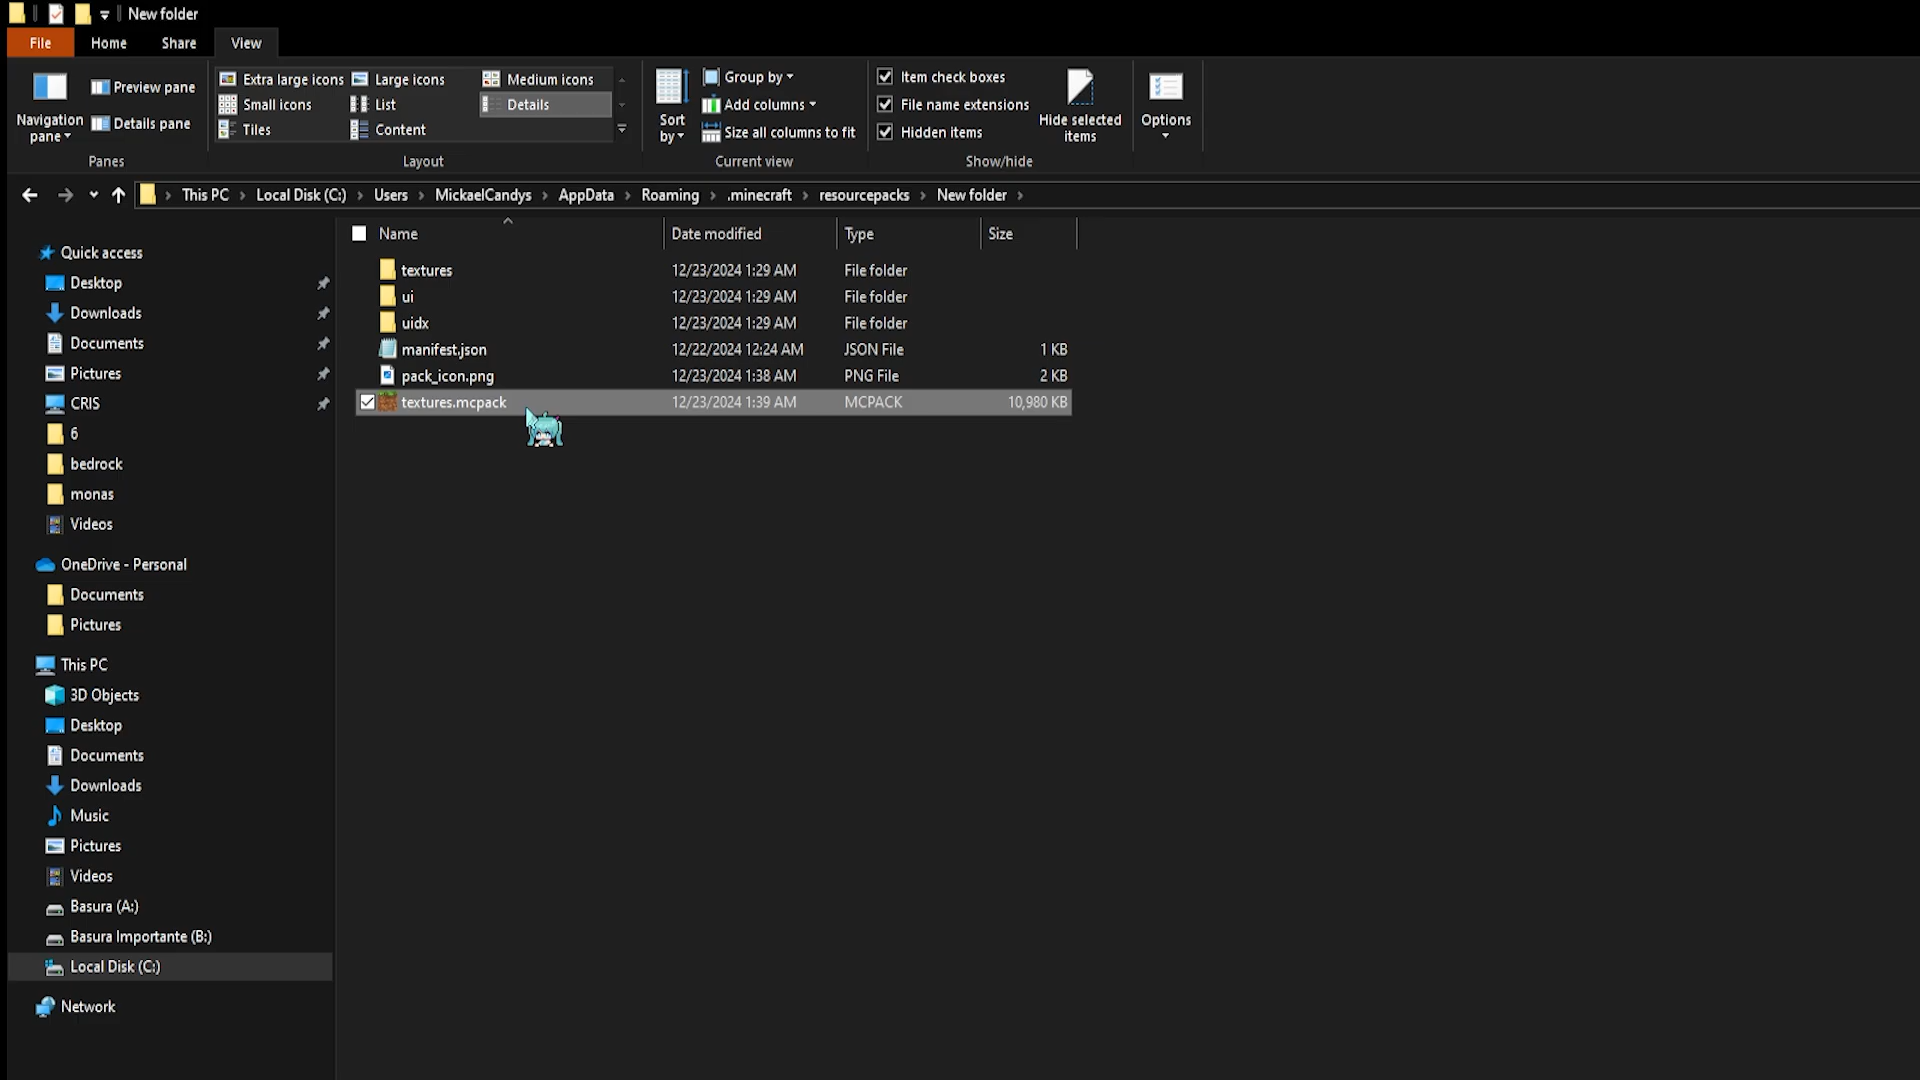 New folder
File Home Share View
Navigation pane
Preview pane
Details pane
Panes
Extra large icons Large icons Medium icons
Small icons List Details
Tiles Content
Layout
Sort by
Group by
Add columns
Size all columns to fit
Current view
Item check boxes
File name extensions
Hidden items
Hide selected items
Show/hide
Options
This PC Local Disk (C:) Users MickaelCandys AppData Roaming .minecraft resourcepacks New folder
Quick access
Desktop
Downloads
Documents
Pictures
CRIS
6
bedrock
monas
Videos
OneDrive - Personal
Documents
Pictures
This PC
3D Objects
Desktop
Documents
Downloads
Music
Pictures
Videos
Basura (A:)
Basura Importante (B:)
Local Disk (C:)
Network
Name Date modified Type Size
textures 12/23/2024 1:29 AM File folder
ui 12/23/2024 1:29 AM File folder
uidx 12/23/2024 1:29 AM File folder
manifest.json 12/22/2024 12:24 AM JSON File 1 KB
pack_icon.png 12/23/2024 1:38 AM PNG File 2 KB
textures.mcpack 12/23/2024 1:39 AM MCPACK 10,980 KB